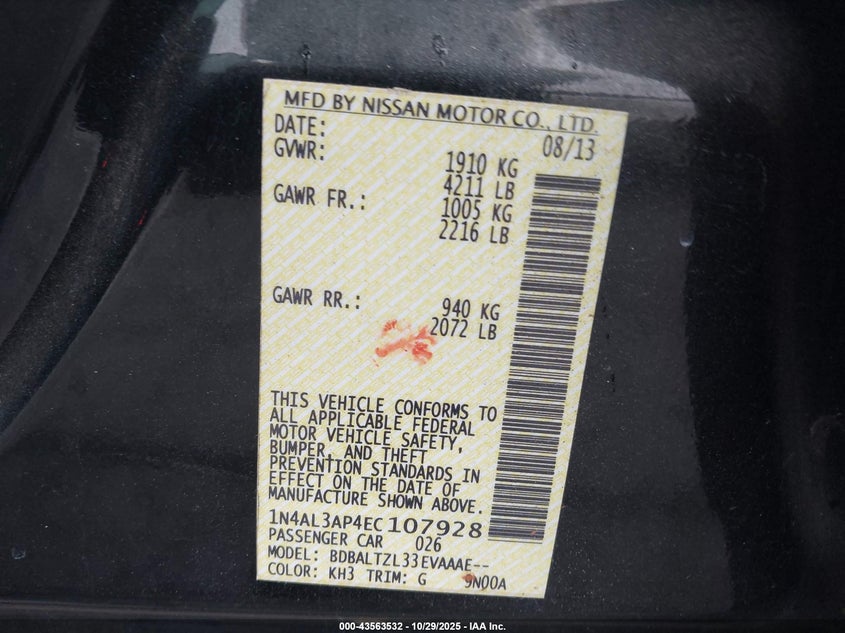 MFD BY NISSAN MOTOR CO., LTD.
DATE: 08/13
GVWR: 1910 KG
4211 LB
GAWR FR.: 1005 KG
2216 LB
GAWR RR.: 940 KG
2072 LB
THIS VEHICLE CONFORMS TO
ALL APPLICABLE FEDERAL
MOTOR VEHICLE SAFETY,
BUMPER, AND THEFT
PREVENTION STANDARDS IN
EFFECT ON THE DATE OF
MANUFACTURE SHOWN ABOVE.
1N4AL3AP4EC107928
PASSENGER CAR 026
MODEL: BDBALTZL33EVAAAE--
COLOR: KH3 TRIM: G 9N00A
000-43563532 - 10/29/2025 - IAA Inc.